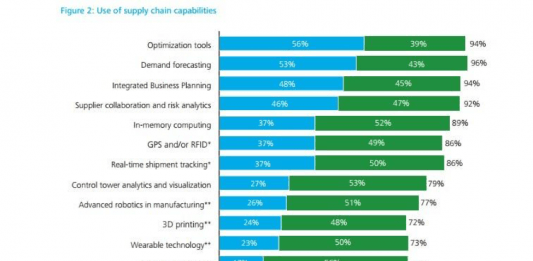 Figure 2: Use of supply chain capabilities
Optimization tools 56% 39% 94%
Demand forecasting 53% 43% 96%
Integrated Business Planning 48% 45% 94%
Supplier collaboration and risk analytics 46% 47% 92%
In-memory computing 37% 52% 89%
GPS and/or RFID* 37% 49% 86%
Real-time shipment tracking* 37% 50% 86%
Control tower analytics and visualization 27% 53% 79%
Advanced robotics in manufacturing** 26% 51% 77%
3D printing** 24% 48% 72%
Wearable technology** 23% 50% 73%